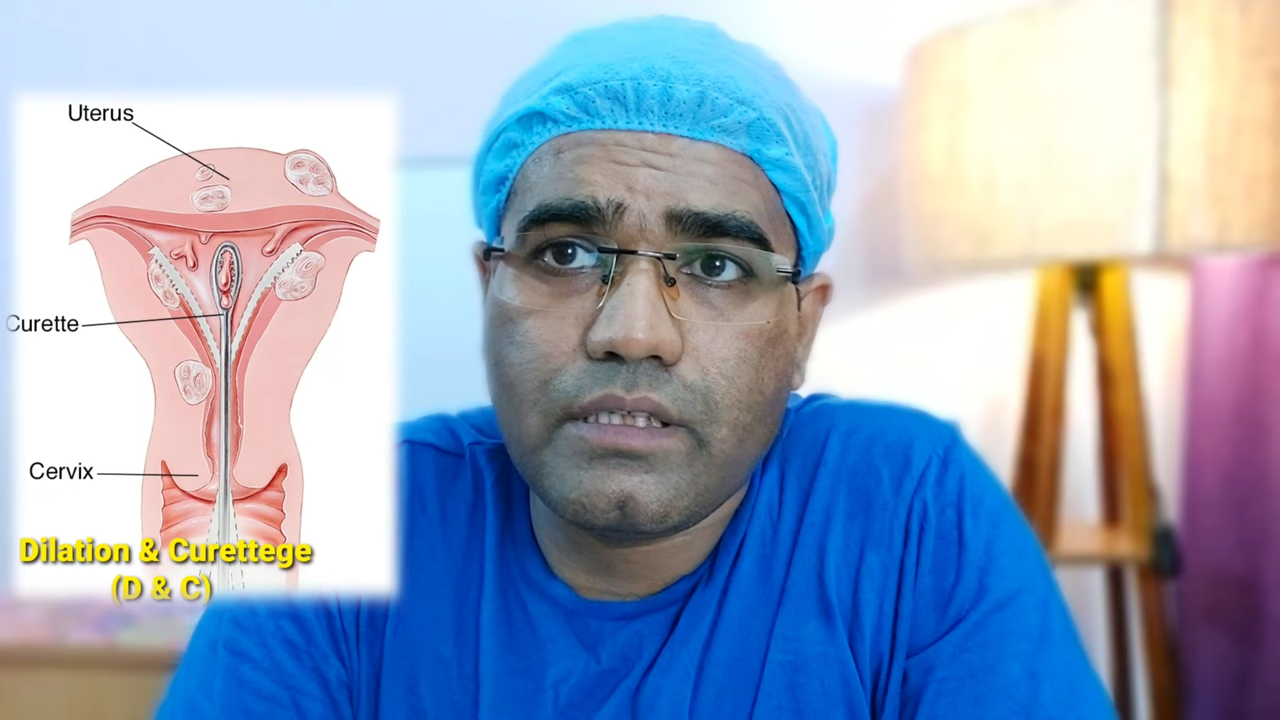 Uterus
Curette
Cervix
Dilation & Curettege
(D & C)